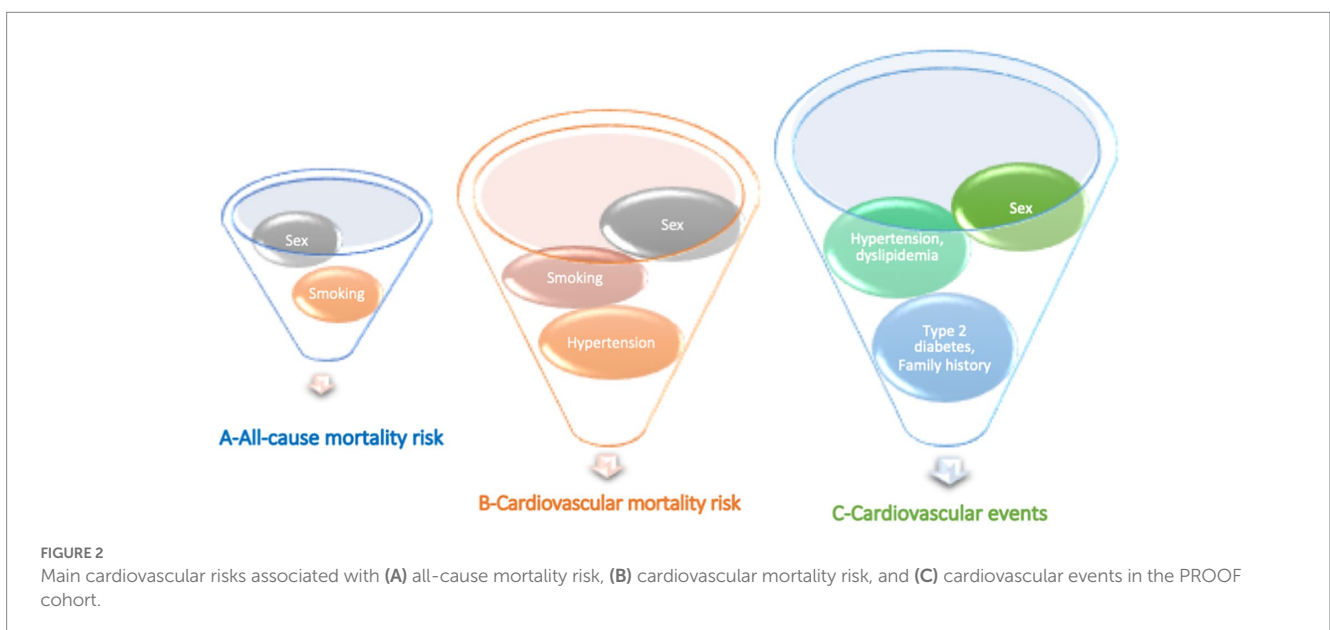 Sex
Smoking
A-All-cause mortality risk
Sex
Smoking
Hypertension
B-Cardiovascular mortality risk
Sex
Hypertension,
dyslipidemia
Type 2
diabetes,
Family history
C-Cardiovascular events
FIGURE 2
Main cardiovascular risks associated with (A) all-cause mortality risk, (B) cardiovascular mortality risk, and (C) cardiovascular events in the PROOF
cohort.